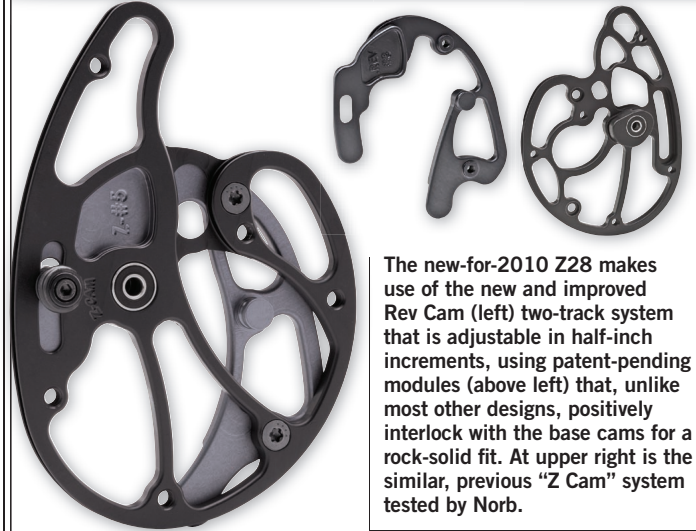 Z-#5
The new-for-2010 Z28 makes
use of the new and improved
Rev Cam (left) two-track system
that is adjustable in half-inch
increments, using patent-pending
modules (above left) that, unlike
most other designs, positively
interlock with the base cams for a
rock-solid fit. At upper right is the
similar, previous “Z Cam” system
tested by Norb.